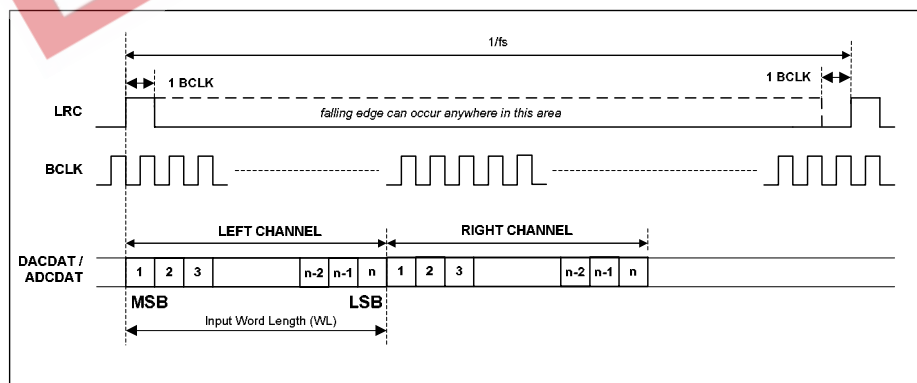 1/fs
1 BCLK
1 BCLK
LRC
falling edge can occur anywhere in this area
BCLK
LEFT CHANNEL
RIGHT CHANNEL
DACDAT /
ADCDAT
1 2 3 n-2 n-1 n 1 2 3 n-2 n-1 n
MSB
LSB
Input Word Length (WL)